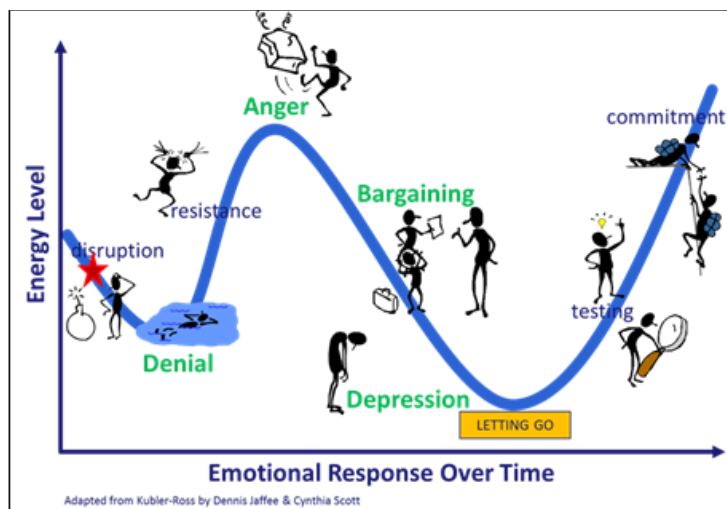 Anger
commitment
resistance
Bargaining
disruption
testing
Denial
Depression
LETTING GO
Energy Level
Emotional Response Over Time
Adapted from Kubler-Ross by Dennis Jaffee & Cynthia Scott